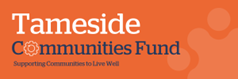 Tameside
Communities Fund
Supporting Communities to Live Well